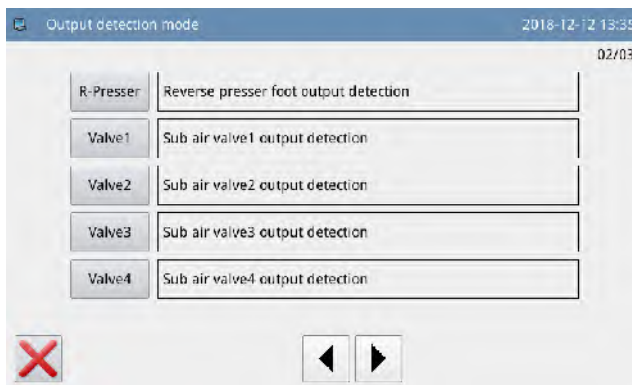 Output detection mode 2018-12-12 13:35
02/03
R-Presser Reverse presser foot output detection
Valve1 Sub air valve1 output detection
Valve2 Sub air valve2 output detection
Valve3 Sub air valve3 output detection
Valve4 Sub air valve4 output detection